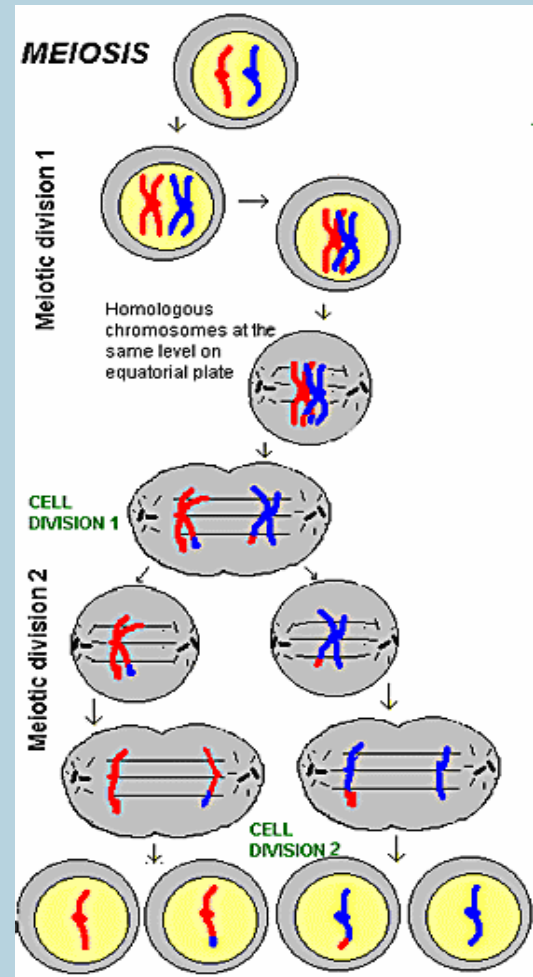 MEIOSIS
Meiotic division 1
Homologous
chromosomes at the
same level on
equatorial plate
CELL
DIVISION 1
Meiotic division 2
CELL
DIVISION 2